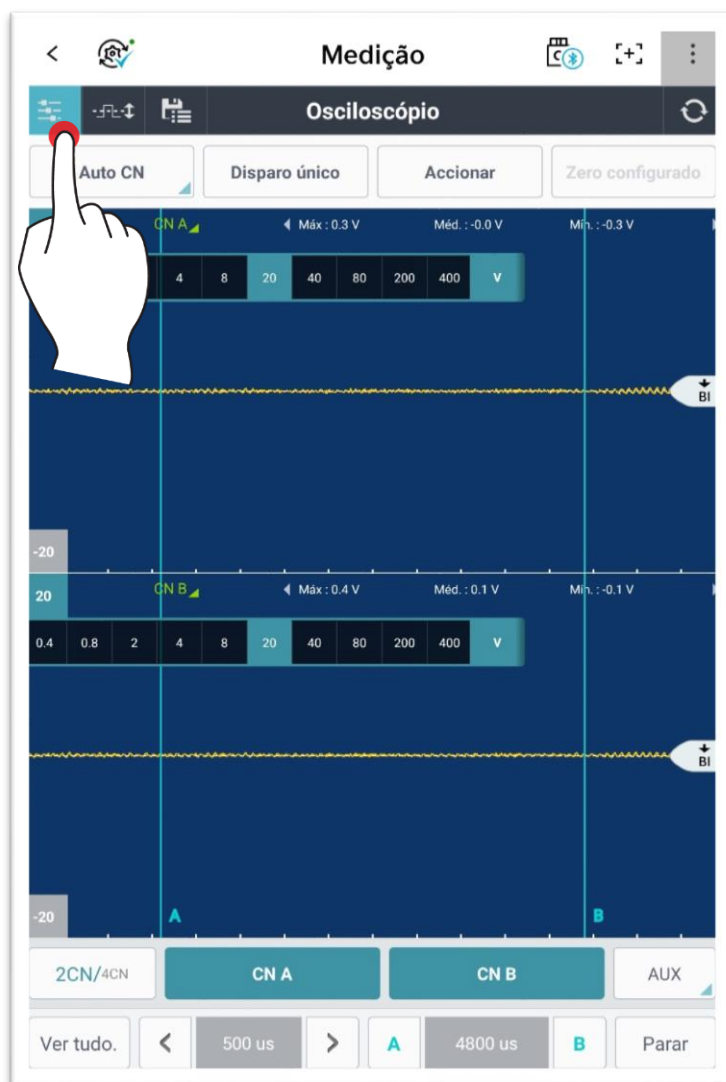 Medição
Osciloscópio
Auto CN Disparo único Accionar Zero configurado
CN A Máx : 0.3 V Méd. : -0.0 V Mín. : -0.3 V
4 8 20 40 80 200 400 V
BI
-20
20 CN B Máx : 0.4 V Méd. : 0.1 V Mín. : -0.1 V
0.4 0.8 2 4 8 20 40 80 200 400 V
BI
-20 A B
2CN/4CN CN A CN B AUX
Ver tudo. < 500 us > A 4800 us B Parar